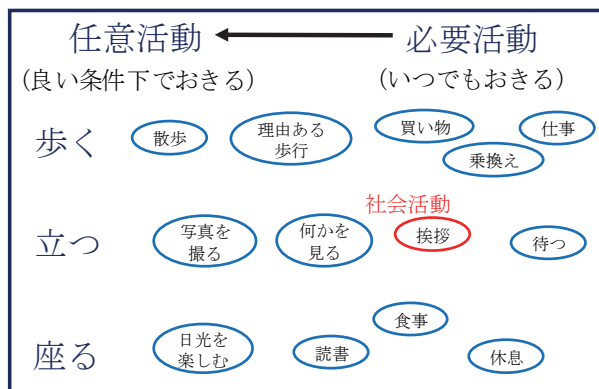 任意活動
必要活動
(良い条件下でおきる)
(いつでもおきる)
歩く
散歩
理由ある
歩行
買い物
乗換え
仕事
社会活動
立つ
写真を
撮る
何かを
見る
挨拶
待つ
座る
日光を
楽しむ
読書
食事
休息